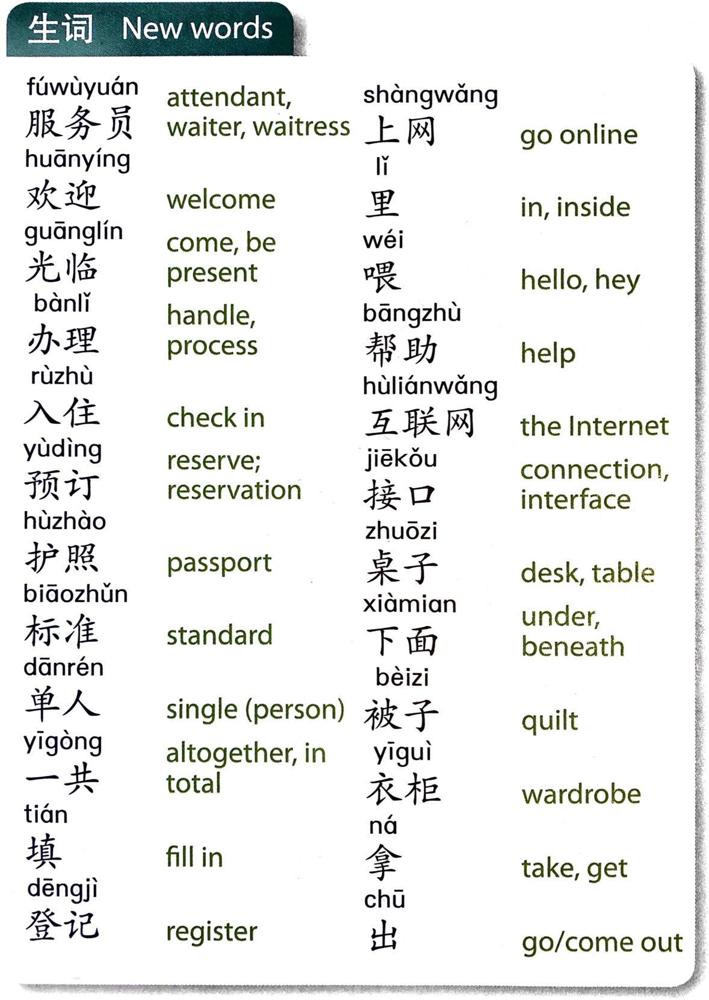 生词 New words
fúwùyuán
服务员
attendant,
waiter, waitress
huānyíng
欢迎
welcome
guānglín
光临
come, be
present
bànlǐ
办理
handle,
process
rùzhù
入住
check in
yùdìng
预订
reserve;
reservation
hùzhào
护照
passport
biāozhǔn
标准
standard
dānrén
单人
single (person)
yīgòng
一共
altogether, in
total
tián
填
fill in
dēngjì
登记
register
shàngwǎng
上网
go online
lǐ
里
in, inside
wéi
喂
hello, hey
bāngzhù
帮助
help
hùliánwǎng
互联网
the Internet
jiēkǒu
接口
connection,
interface
zhuōzi
桌子
desk, table
xiàmian
下面
under,
beneath
bèizi
被子
quilt
yīguì
衣柜
wardrobe
ná
拿
take, get
chū
出
go/come out